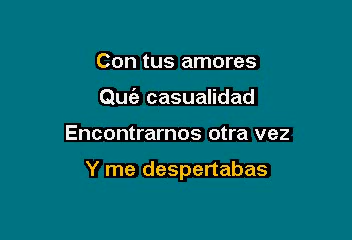 Con tus amores
Qué casualidad
Encontrarnos otra vez
Y me despertabas